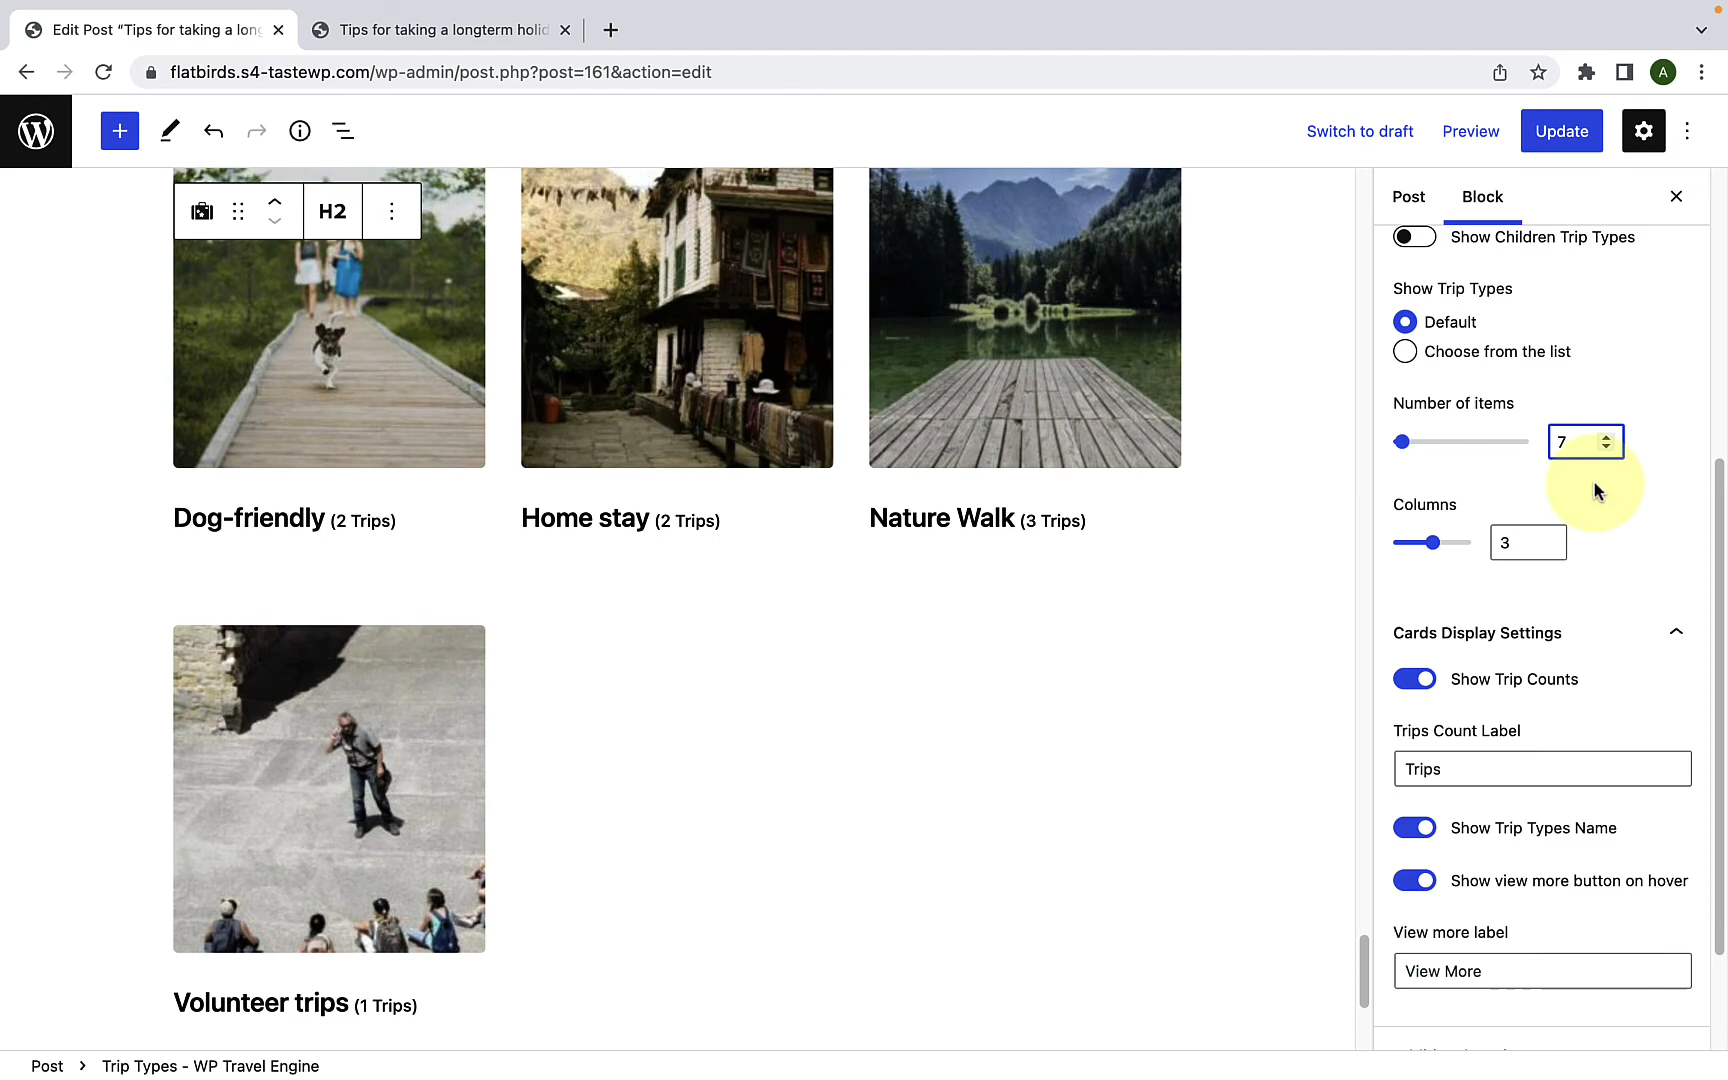 Edit Post “Tips for taking a long
Tips for taking a longterm holid
flatbirds.s4-tastewp.com/wp-admin/post.php?post=161&action=edit
A
Switch to draft
Preview
Update
H2
Dog-friendly (2 Trips)
Home stay (2 Trips)
Nature Walk (3 Trips)
Volunteer trips (1 Trips)
Post
Block
Show Children Trip Types
Show Trip Types
Default
Choose from the list
Number of items
7
Columns
3
Cards Display Settings
Show Trip Counts
Trips Count Label
Trips
Show Trip Types Name
Show view more button on hover
View more label
View More
Post
Trip Types - WP Travel Engine